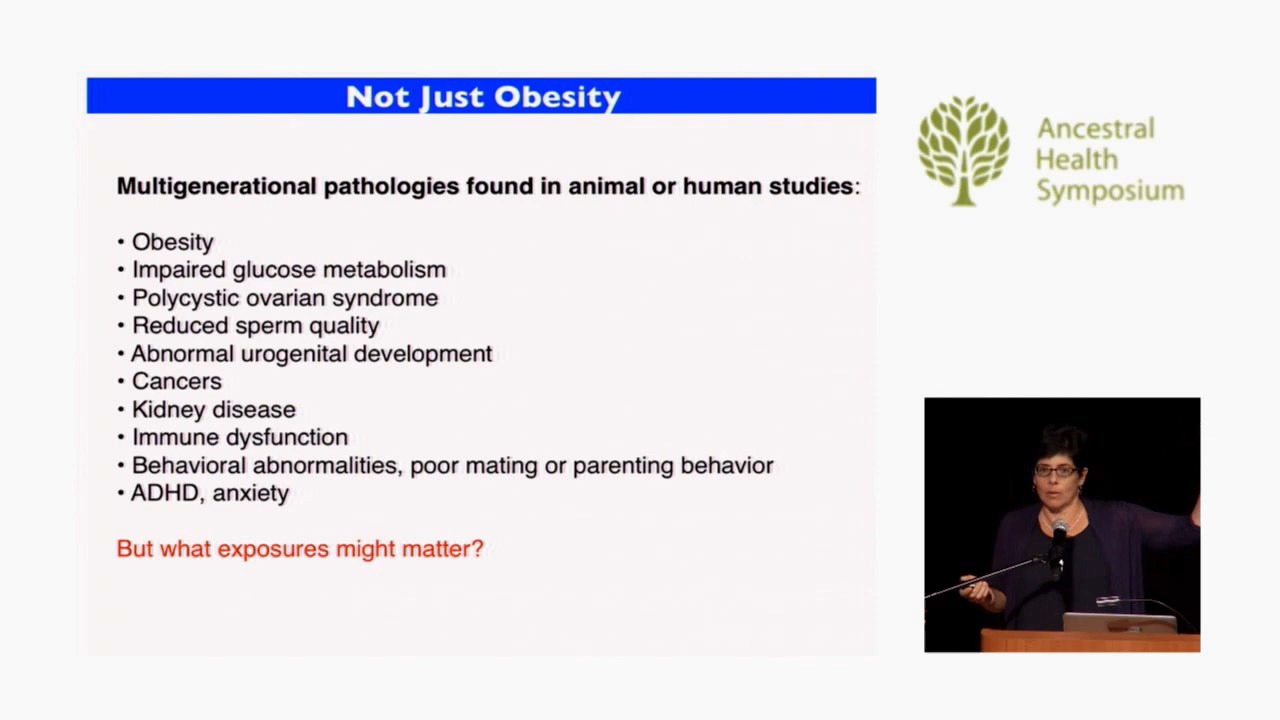 Not Just Obesity
Multigenerational pathologies found in animal or human studies:
• Obesity
• Impaired glucose metabolism
• Polycystic ovarian syndrome
• Reduced sperm quality
• Abnormal urogenital development
• Cancers
• Kidney disease
• Immune dysfunction
• Behavioral abnormalities, poor mating or parenting behavior
• ADHD, anxiety
But what exposures might matter?
Ancestral
Health
Symposium